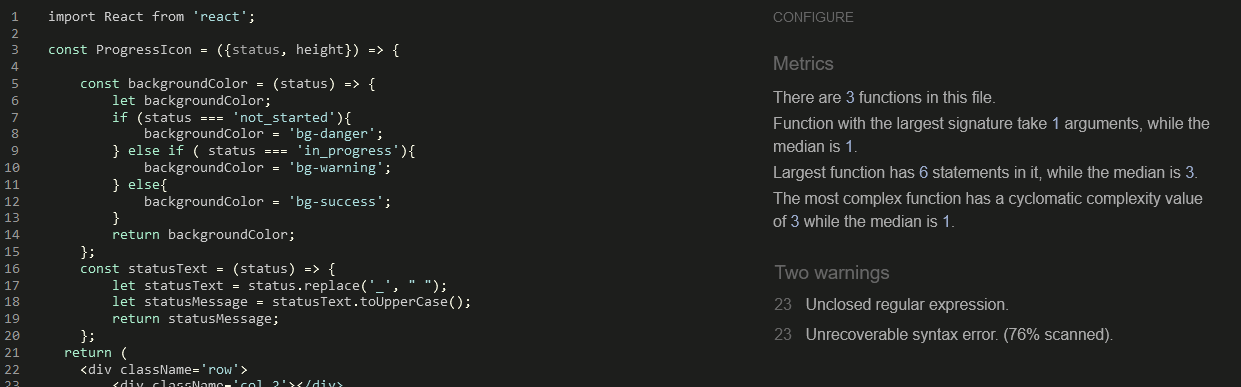 1 import React from 'react';
2
3 const ProgressIcon = ({status, height}) => {
4
5 const backgroundColor = (status) => {
6 let backgroundColor;
7 if (status === 'not_started'){
8 backgroundColor = 'bg-danger';
9 } else if ( status === 'in_progress'){
10 backgroundColor = 'bg-warning';
11 } else{
12 backgroundColor = 'bg-success';
13 }
14 return backgroundColor;
15 };
16 const statusText = (status) => {
17 let statusText = status.replace('_', " ");
18 let statusMessage = statusText.toUpperCase();
19 return statusMessage;
20 };
21 return (
22 <div className='row'>
23 <div className='col-2'></div>
CONFIGURE
Metrics
There are 3 functions in this file.
Function with the largest signature take 1 arguments, while the
median is 1.
Largest function has 6 statements in it, while the median is 3.
The most complex function has a cyclomatic complexity value
of 3 while the median is 1.
Two warnings
23 Unclosed regular expression.
23 Unrecoverable syntax error. (76% scanned).